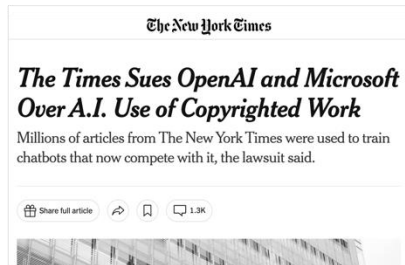 The New York Times
The Times Sues OpenAI and Microsoft
Over A.I. Use of Copyrighted Work
Millions of articles from The New York Times were used to train
chatbots that now compete with it, the lawsuit said.
Share full article
1.3K